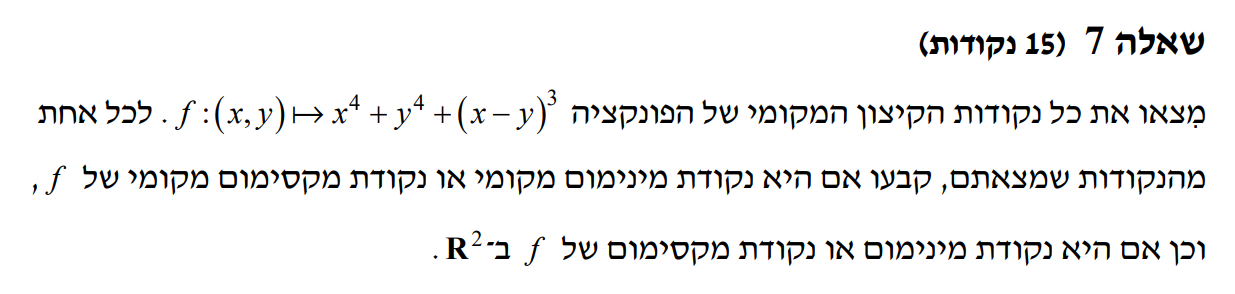 שאלה 7 (15 נקודות)
מִצאו את כל נקודות הקיצון המקומי של הפונקציה f : (x, y) ↦ x⁴ + y⁴ + (x − y)³ . לכל אחת
מהנקודות שמצאתם, קבעו אם היא נקודת מינימום מקומי או נקודת מקסימום מקומי של f ,
וכן אם היא נקודת מינימום או נקודת מקסימום של f ב־R² .